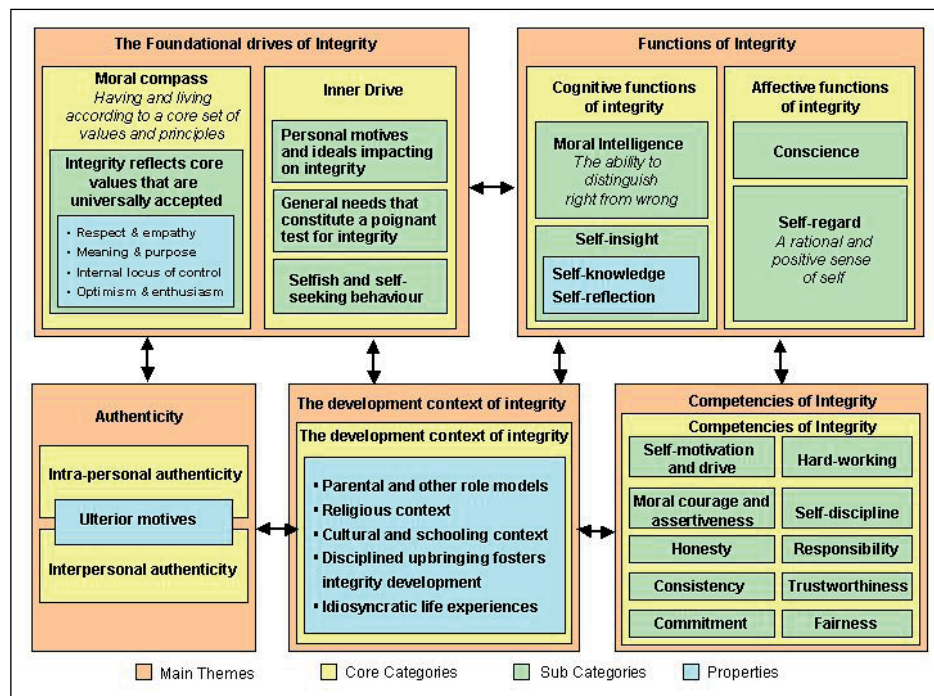 The Foundational drives of Integrity
Moral compass
Having and living
according to a core set of
values and principles
Integrity reflects core
values that are
universally accepted
• Respect & empathy
• Meaning & purpose
• Internal locus of control
• Optimism & enthusiasm
Inner Drive
Personal motives
and ideals impacting
on integrity
General needs that
constitute a poignant
test for integrity
Selfish and self-
seeking behaviour
Functions of Integrity
Cognitive functions
of integrity
Moral Intelligence
The ability to
distinguish
right from wrong
Self-insight
Self-knowledge
Self-reflection
Affective functions
of integrity
Conscience
Self-regard
A rational and
positive sense
of self
Authenticity
Intra-personal authenticity
Ulterior motives
Interpersonal authenticity
The development context of integrity
The development context of integrity
• Parental and other role models
• Religious context
• Cultural and schooling context
• Disciplined upbringing fosters
integrity development
• Idiosyncratic life experiences
Competencies of Integrity
Competencies of Integrity
Self-motivation
and drive
Hard-working
Moral courage and
assertiveness
Self-discipline
Honesty
Responsibility
Consistency
Trustworthiness
Commitment
Fairness
Main Themes
Core Categories
Sub Categories
Properties